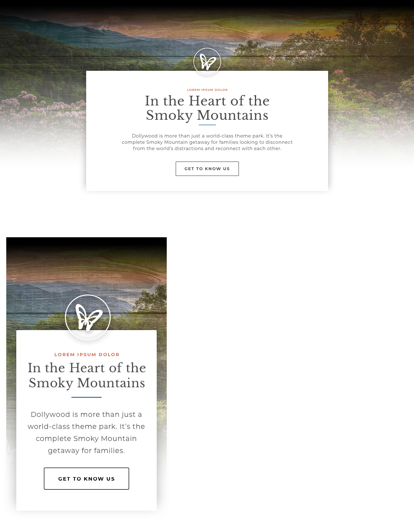 LOREM IPSUM DOLOR
In the Heart of the
Smoky Mountains
Dollywood is more than just a world-class theme park. It's the
complete Smoky Mountain getaway for families looking to disconnect
from the world's distractions and reconnect with each other.
GET TO KNOW US
LOREM IPSUM DOLOR
In the Heart of the
Smoky Mountains
Dollywood is more than just a
world-class theme park. It's the
complete Smoky Mountain
getaway for families.
GET TO KNOW US